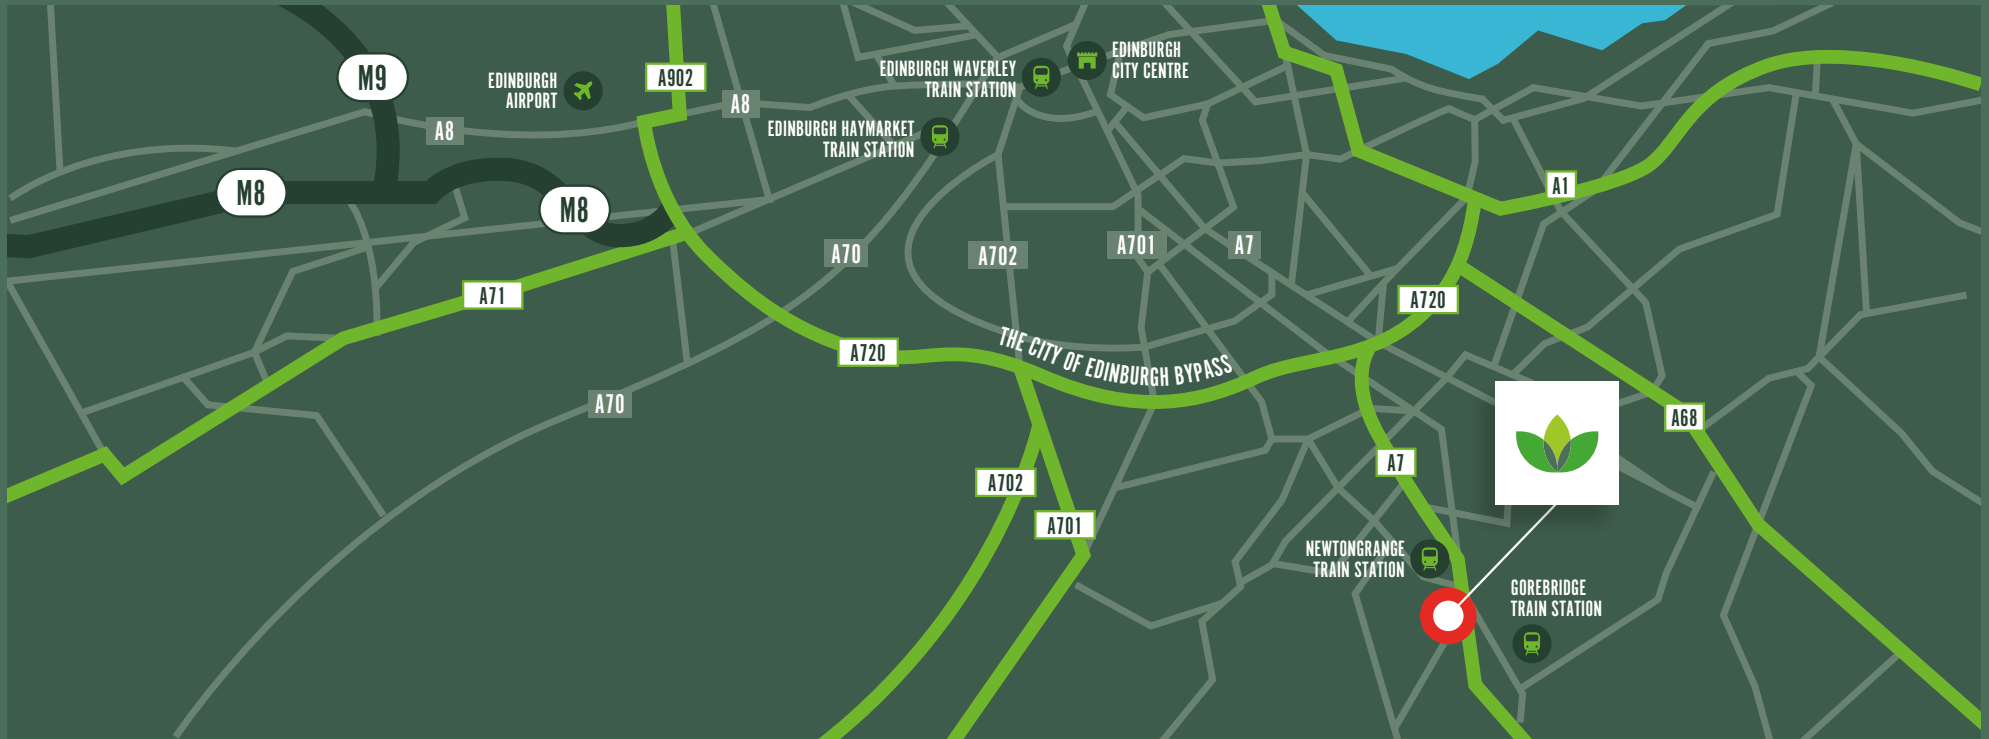 M9
EDINBURGH
AIRPORT
A902
A8
A8
EDINBURGH WAVERLEY
TRAIN STATION
EDINBURGH
CITY CENTRE
EDINBURGH HAYMARKET
TRAIN STATION
M8
M8
A1
A70
A702
A701
A7
A71
A720
A720
THE CITY OF EDINBURGH BYPASS
A70
A68
A7
A702
A701
NEWTONGRANGE
TRAIN STATION
GOREBRIDGE
TRAIN STATION